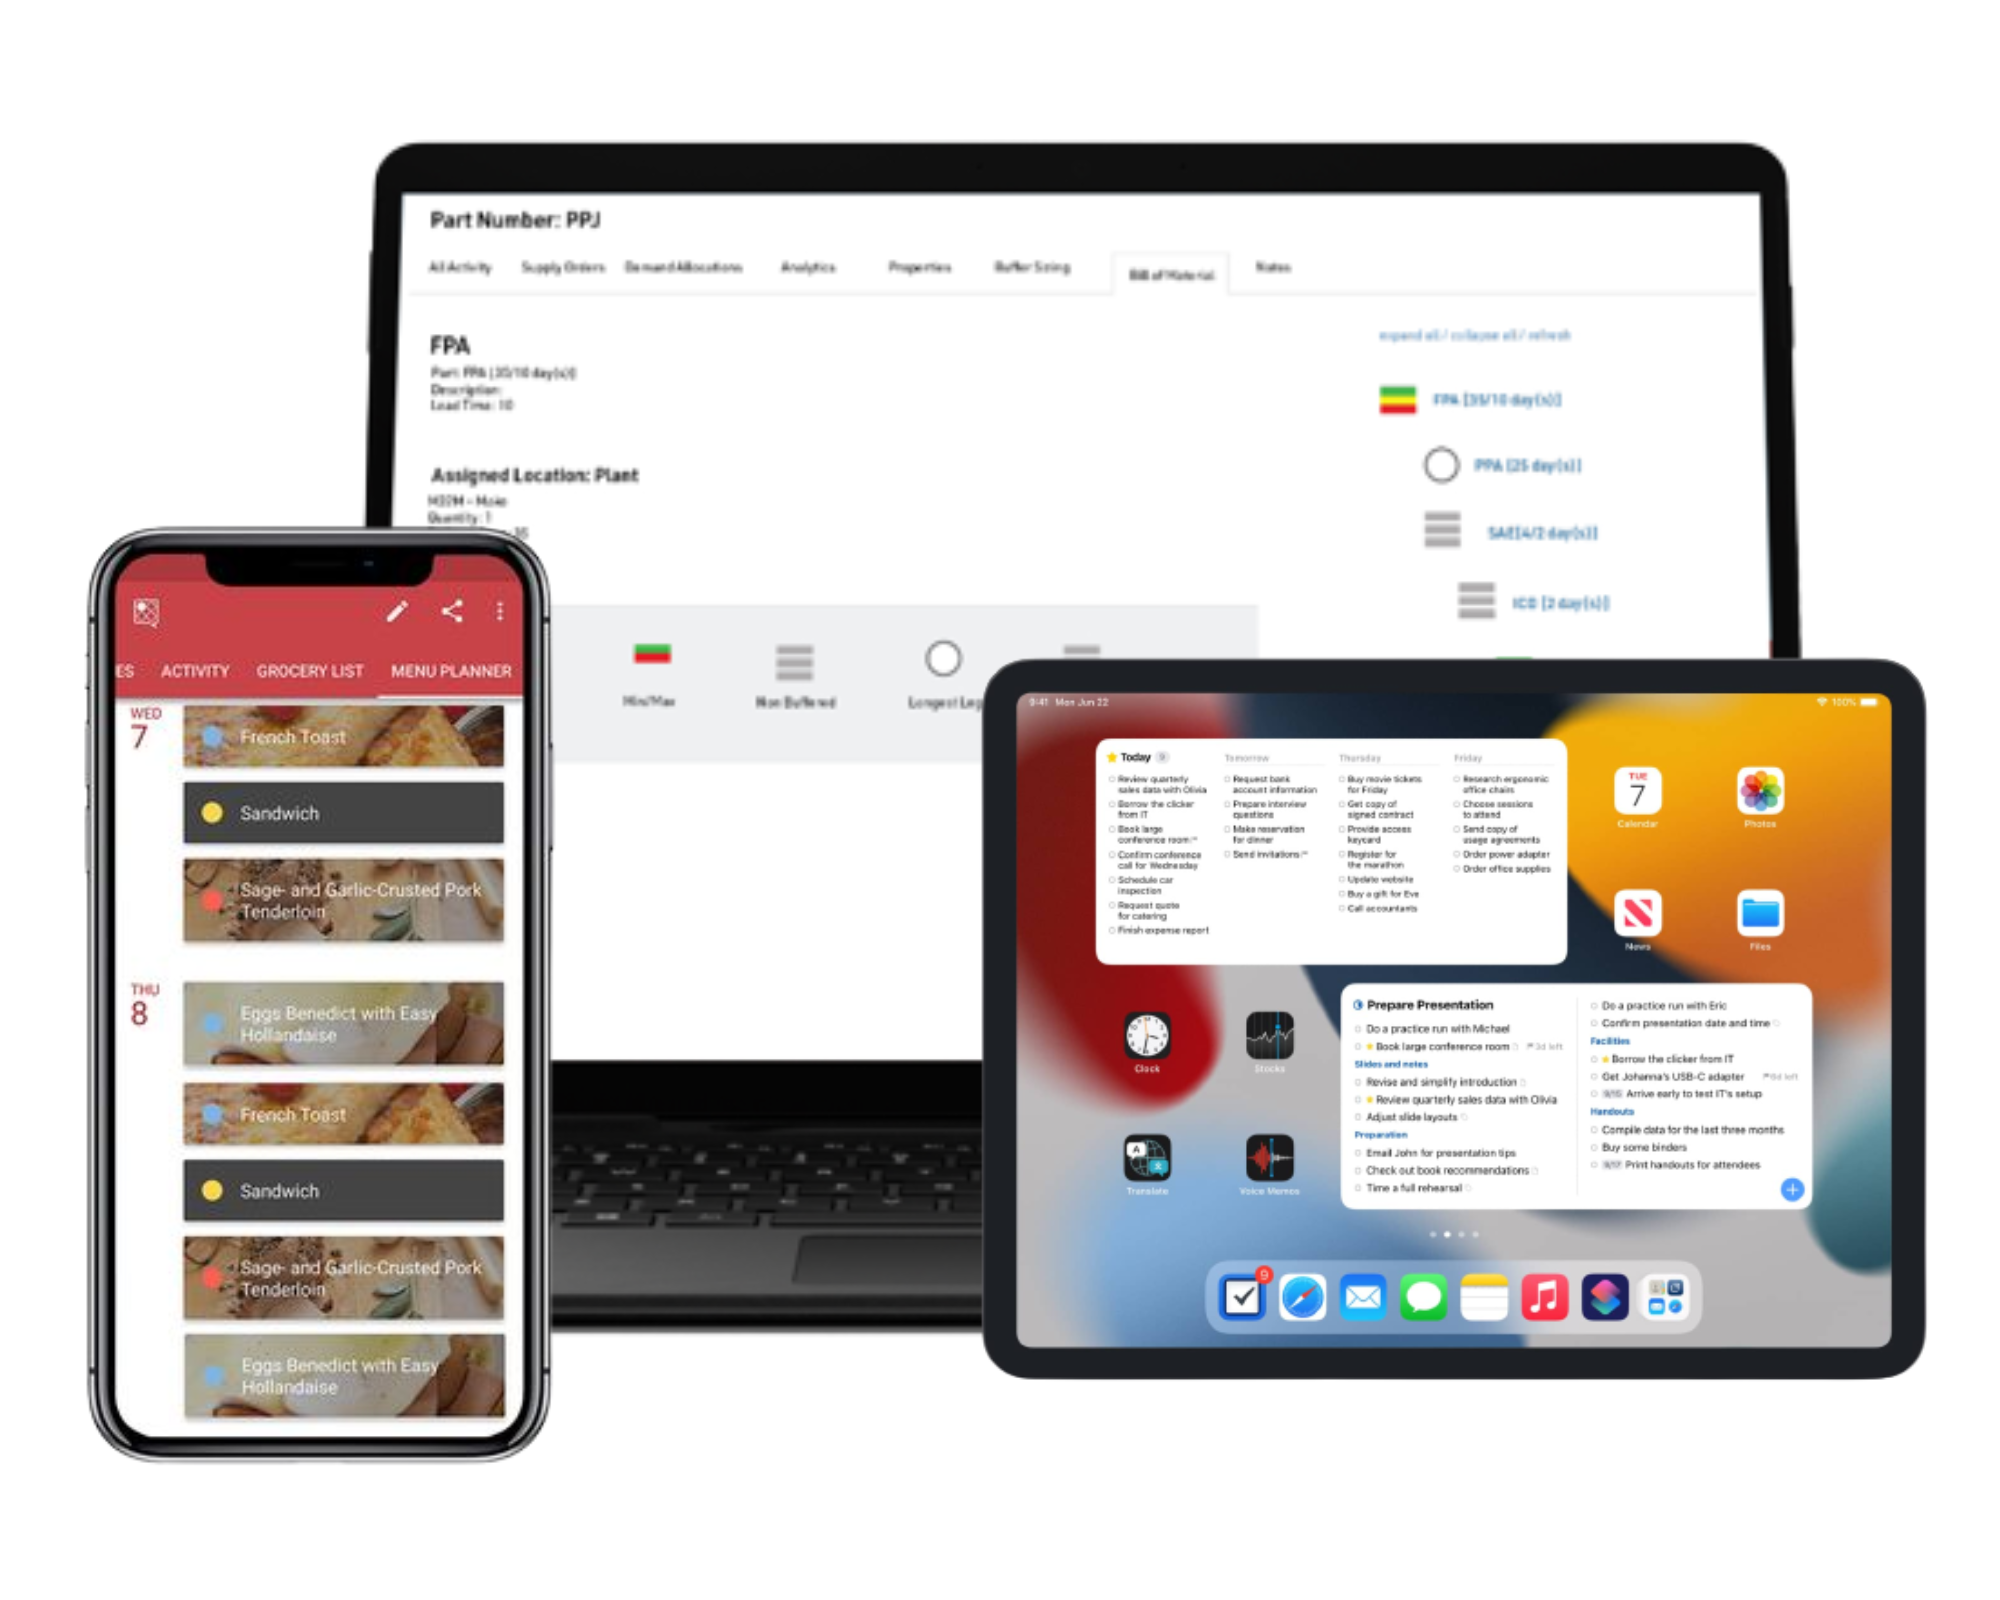 Part Number: PPJ
All Activity
Supply Orders
Demand Allocations
Analytics
Properties
Buffer Sizing
Bill of Material
Notes
FPA
Part: FPA [35/10 day(s)]
Description:
Lead Time: 10
Assigned Location: Plant
Quantity: 1
expand all / collapse all / refresh
FPA [35/10 day(s)]
PPA [25 day(s)]
SAE[4/2 day(s)]
ICO [2 day(s)]
Min/Max
Non Buffered
Longest Leg
ES
ACTIVITY
GROCERY LIST
MENU PLANNER
WED
7
French Toast
Sandwich
Sage- and Garlic-Crusted Pork
Tenderloin
THU
8
Eggs Benedict with Easy
Hollandaise
French Toast
Sandwich
Sage- and Garlic-Crusted Pork
Tenderloin
Eggs Benedict with Easy
Hollandaise
9:41 Mon Jun 22
100%
Today 9
Review quarterly
sales data with Olivia
Borrow the clicker
from IT
Book large
conference room
Confirm conference
call for Wednesday
Schedule car
inspection
Request quote
for catering
Finish expense report
Tomorrow
Request bank
account information
Prepare interview
questions
Make reservation
for dinner
Send invitations
Thursday
Buy movie tickets
for Friday
Get copy of
signed contract
Provide access
keycard
Register for
the marathon
Update website
Buy a gift for Eve
Call accountants
Friday
Research ergonomic
office chairs
Choose sessions
to attend
Send copy of
usage agreements
Order power adapter
Order office supplies
TUE
7
Calendar
Photos
News
Files
Clock
Stocks
Translate
Voice Memos
Prepare Presentation
Do a practice run with Michael
Book large conference room 3d left
Slides and notes
Revise and simplify introduction
Review quarterly sales data with Olivia
Adjust slide layouts
Preparation
Email John for presentation tips
Check out book recommendations
Time a full rehearsal
Do a practice run with Eric
Confirm presentation date and time
Facilities
Borrow the clicker from IT
Get Johanna's USB-C adapter left
Arrive early to test IT's setup
Handouts
Compile data for the last three months
Buy some binders
9/17 Print handouts for attendees
9